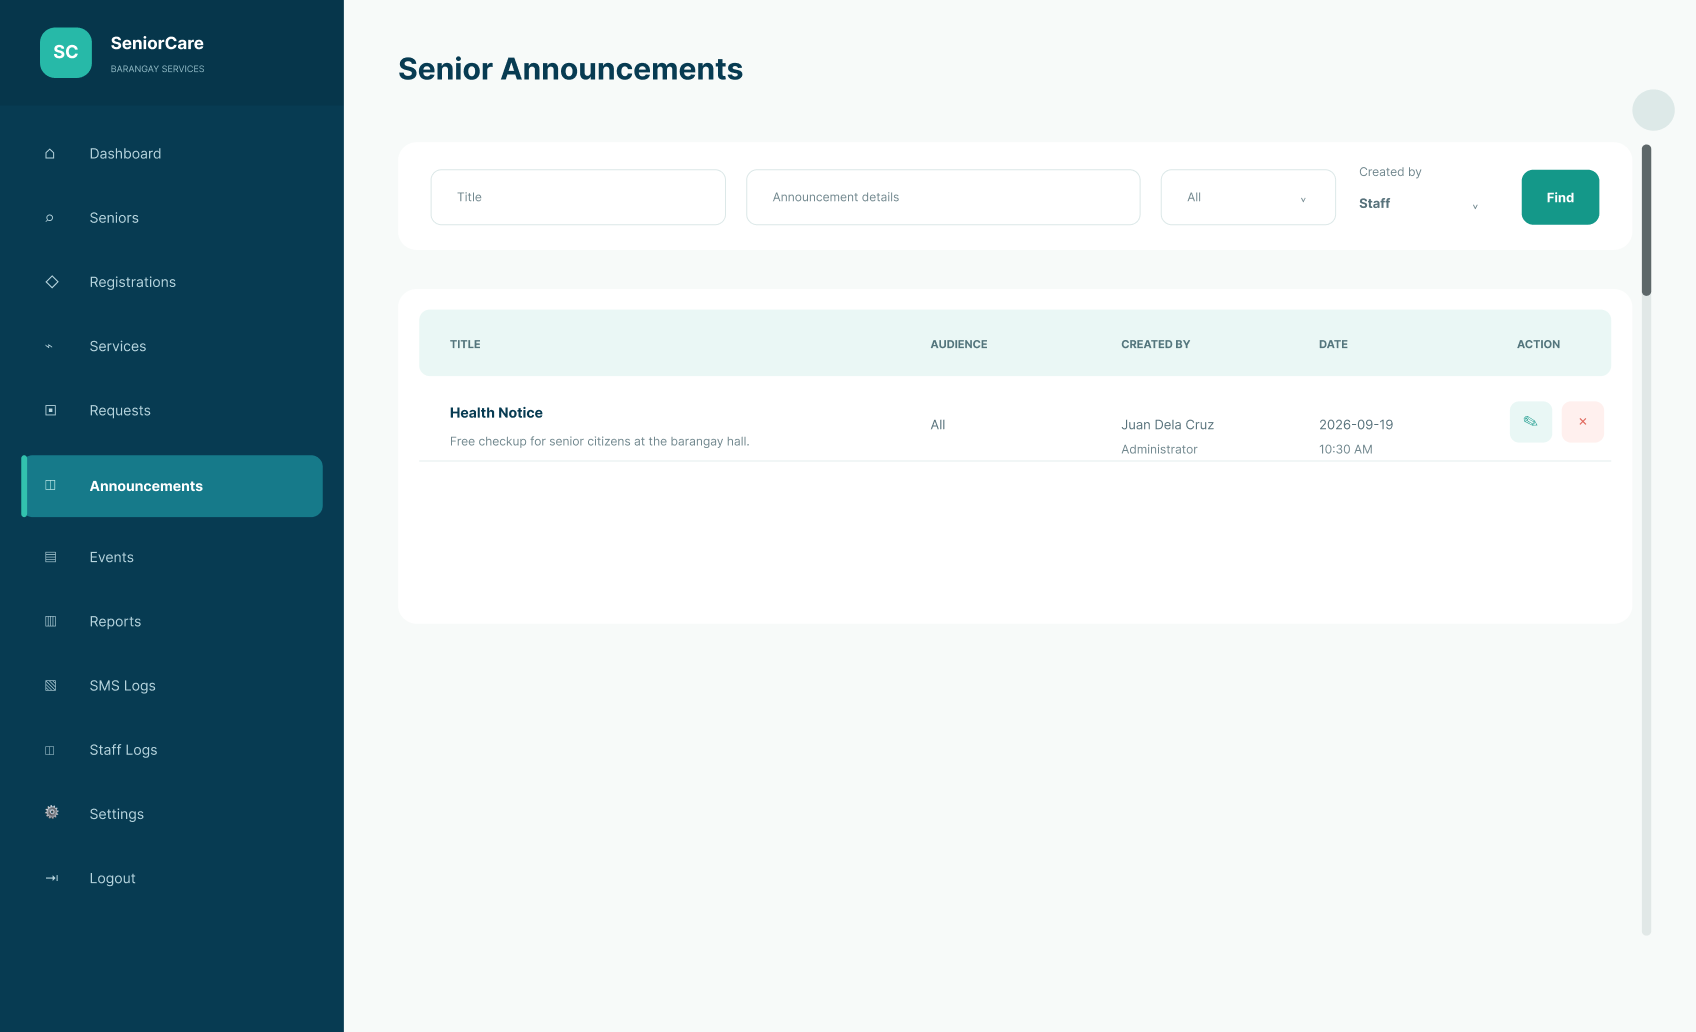 SC
SeniorCare
BARANGAY SERVICES
Dashboard
Seniors
Registrations
Services
Requests
Announcements
Events
Reports
SMS Logs
Staff Logs
Settings
Logout
Senior Announcements
Title
Announcement details
All
Created by
Staff
Find
TITLE AUDIENCE CREATED BY DATE ACTION
Health Notice
Free checkup for senior citizens at the barangay hall.
All
Juan Dela Cruz
Administrator
2026-09-19
10:30 AM